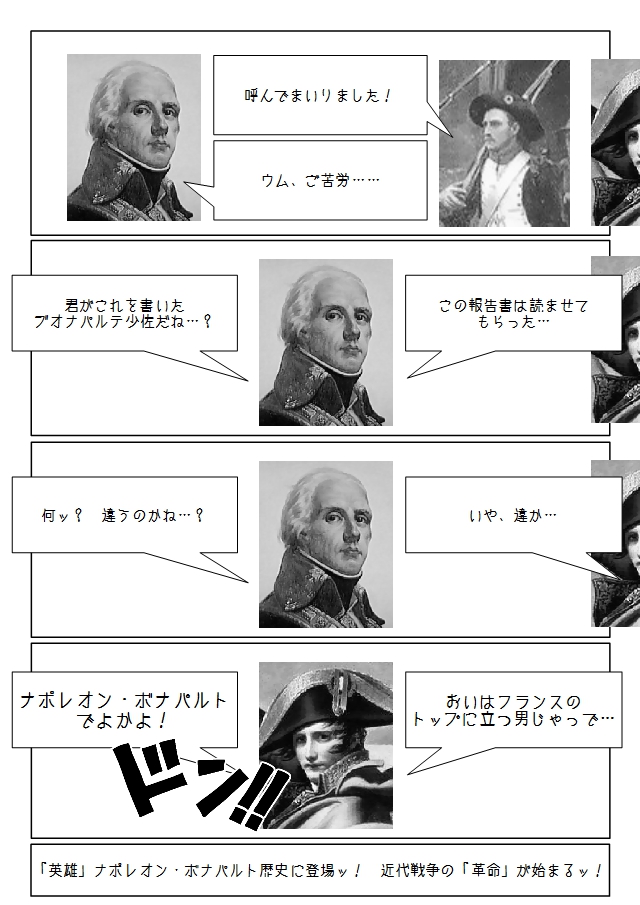 呼んでまいりました！
ウム、ご苦労……
この報告書は読ませて
もらった…
君がこれを書いた
ブオナパルテ少佐だね…？
いや、違か…
何ッ？　違うのかね…？
おいはフランスの
トップに立つ男じゃっで…
ナポレオン・ボナパルト
でよかよ！
ドン!!
「英雄」ナポレオン・ボナパルト歴史に登場ッ！　近代戦争の「革命」が始まるッ！